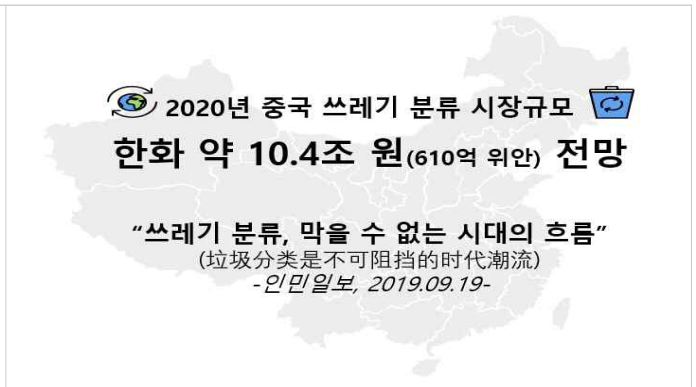 2020년 중국 쓰레기 분류 시장규모
한화 약 10.4조 원(610억 위안) 전망
“쓰레기 분류, 막을 수 없는 시대의 흐름”
(垃圾分类是不可阻挡的时代潮流)
-인민일보, 2019.09.19-